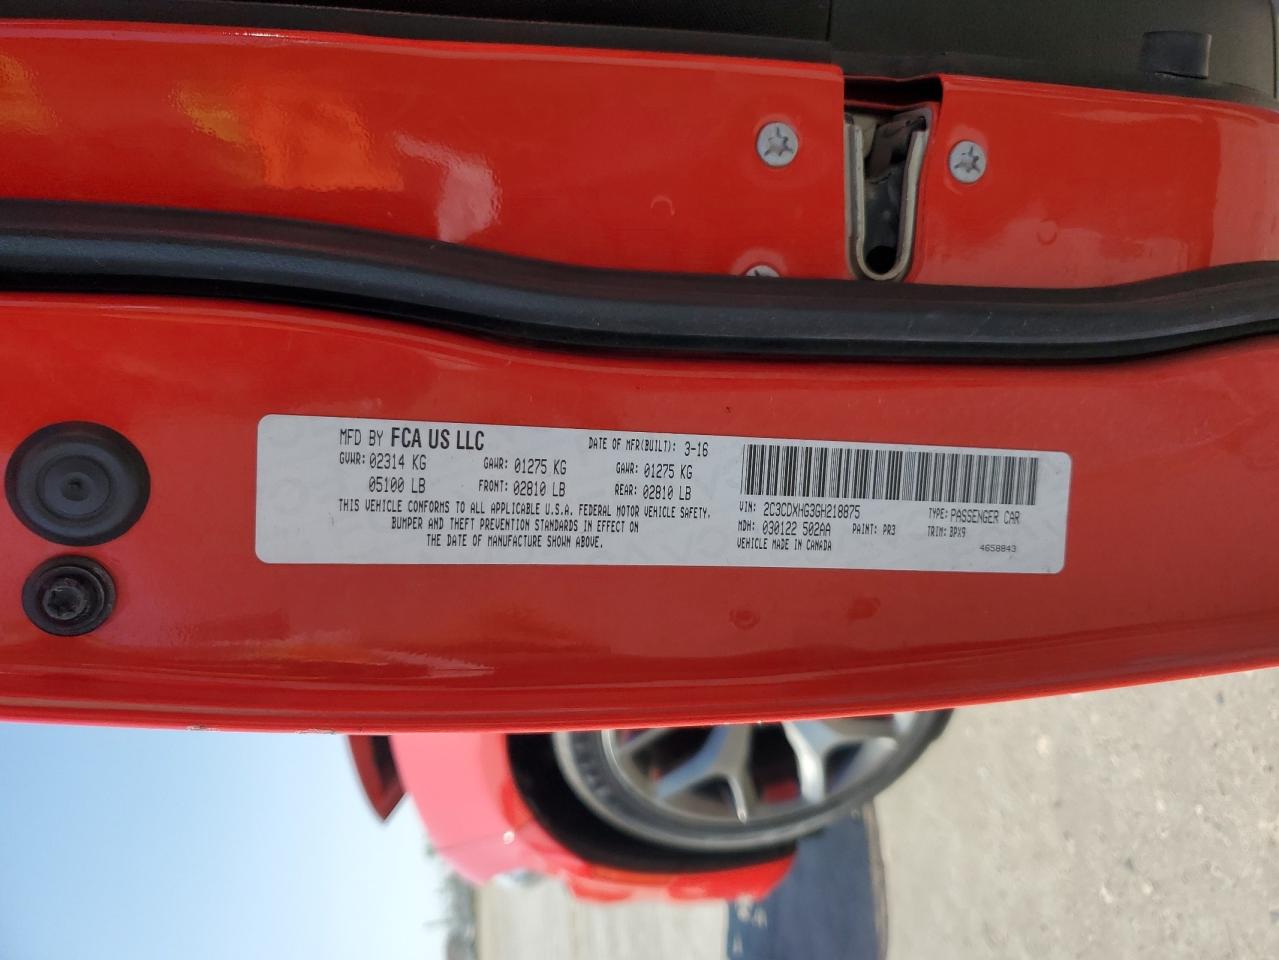 MFD BY FCA US LLC DATE OF MFR(BUILT): 3-16
GVWR: 02314 KG GAWR: 01275 KG GAWR: 01275 KG
05100 LB FRONT: 02810 LB REAR: 02810 LB
THIS VEHICLE CONFORMS TO ALL APPLICABLE U.S.A. FEDERAL MOTOR VEHICLE SAFETY,
BUMPER AND THEFT PREVENTION STANDARDS IN EFFECT ON
THE DATE OF MANUFACTURE SHOWN ABOVE.
VIN: 2C3CDXHG3GH218875 TYPE: PASSENGER CAR
MDH: 030122 502AA PAINT: PR3 TRIM: BPX9
VEHICLE MADE IN CANADA 4658843